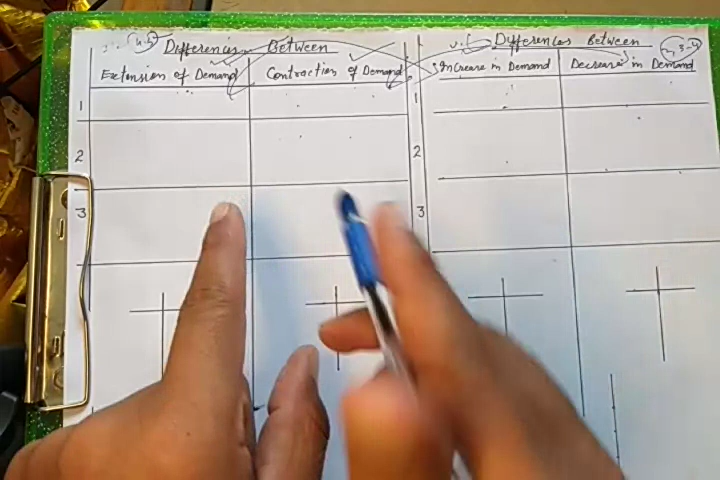 Differences Between
Extension of Demand
Contraction of Demand
1
2
3
Differences Between
Increase in Demand
Decrease in Demand
1
2
3